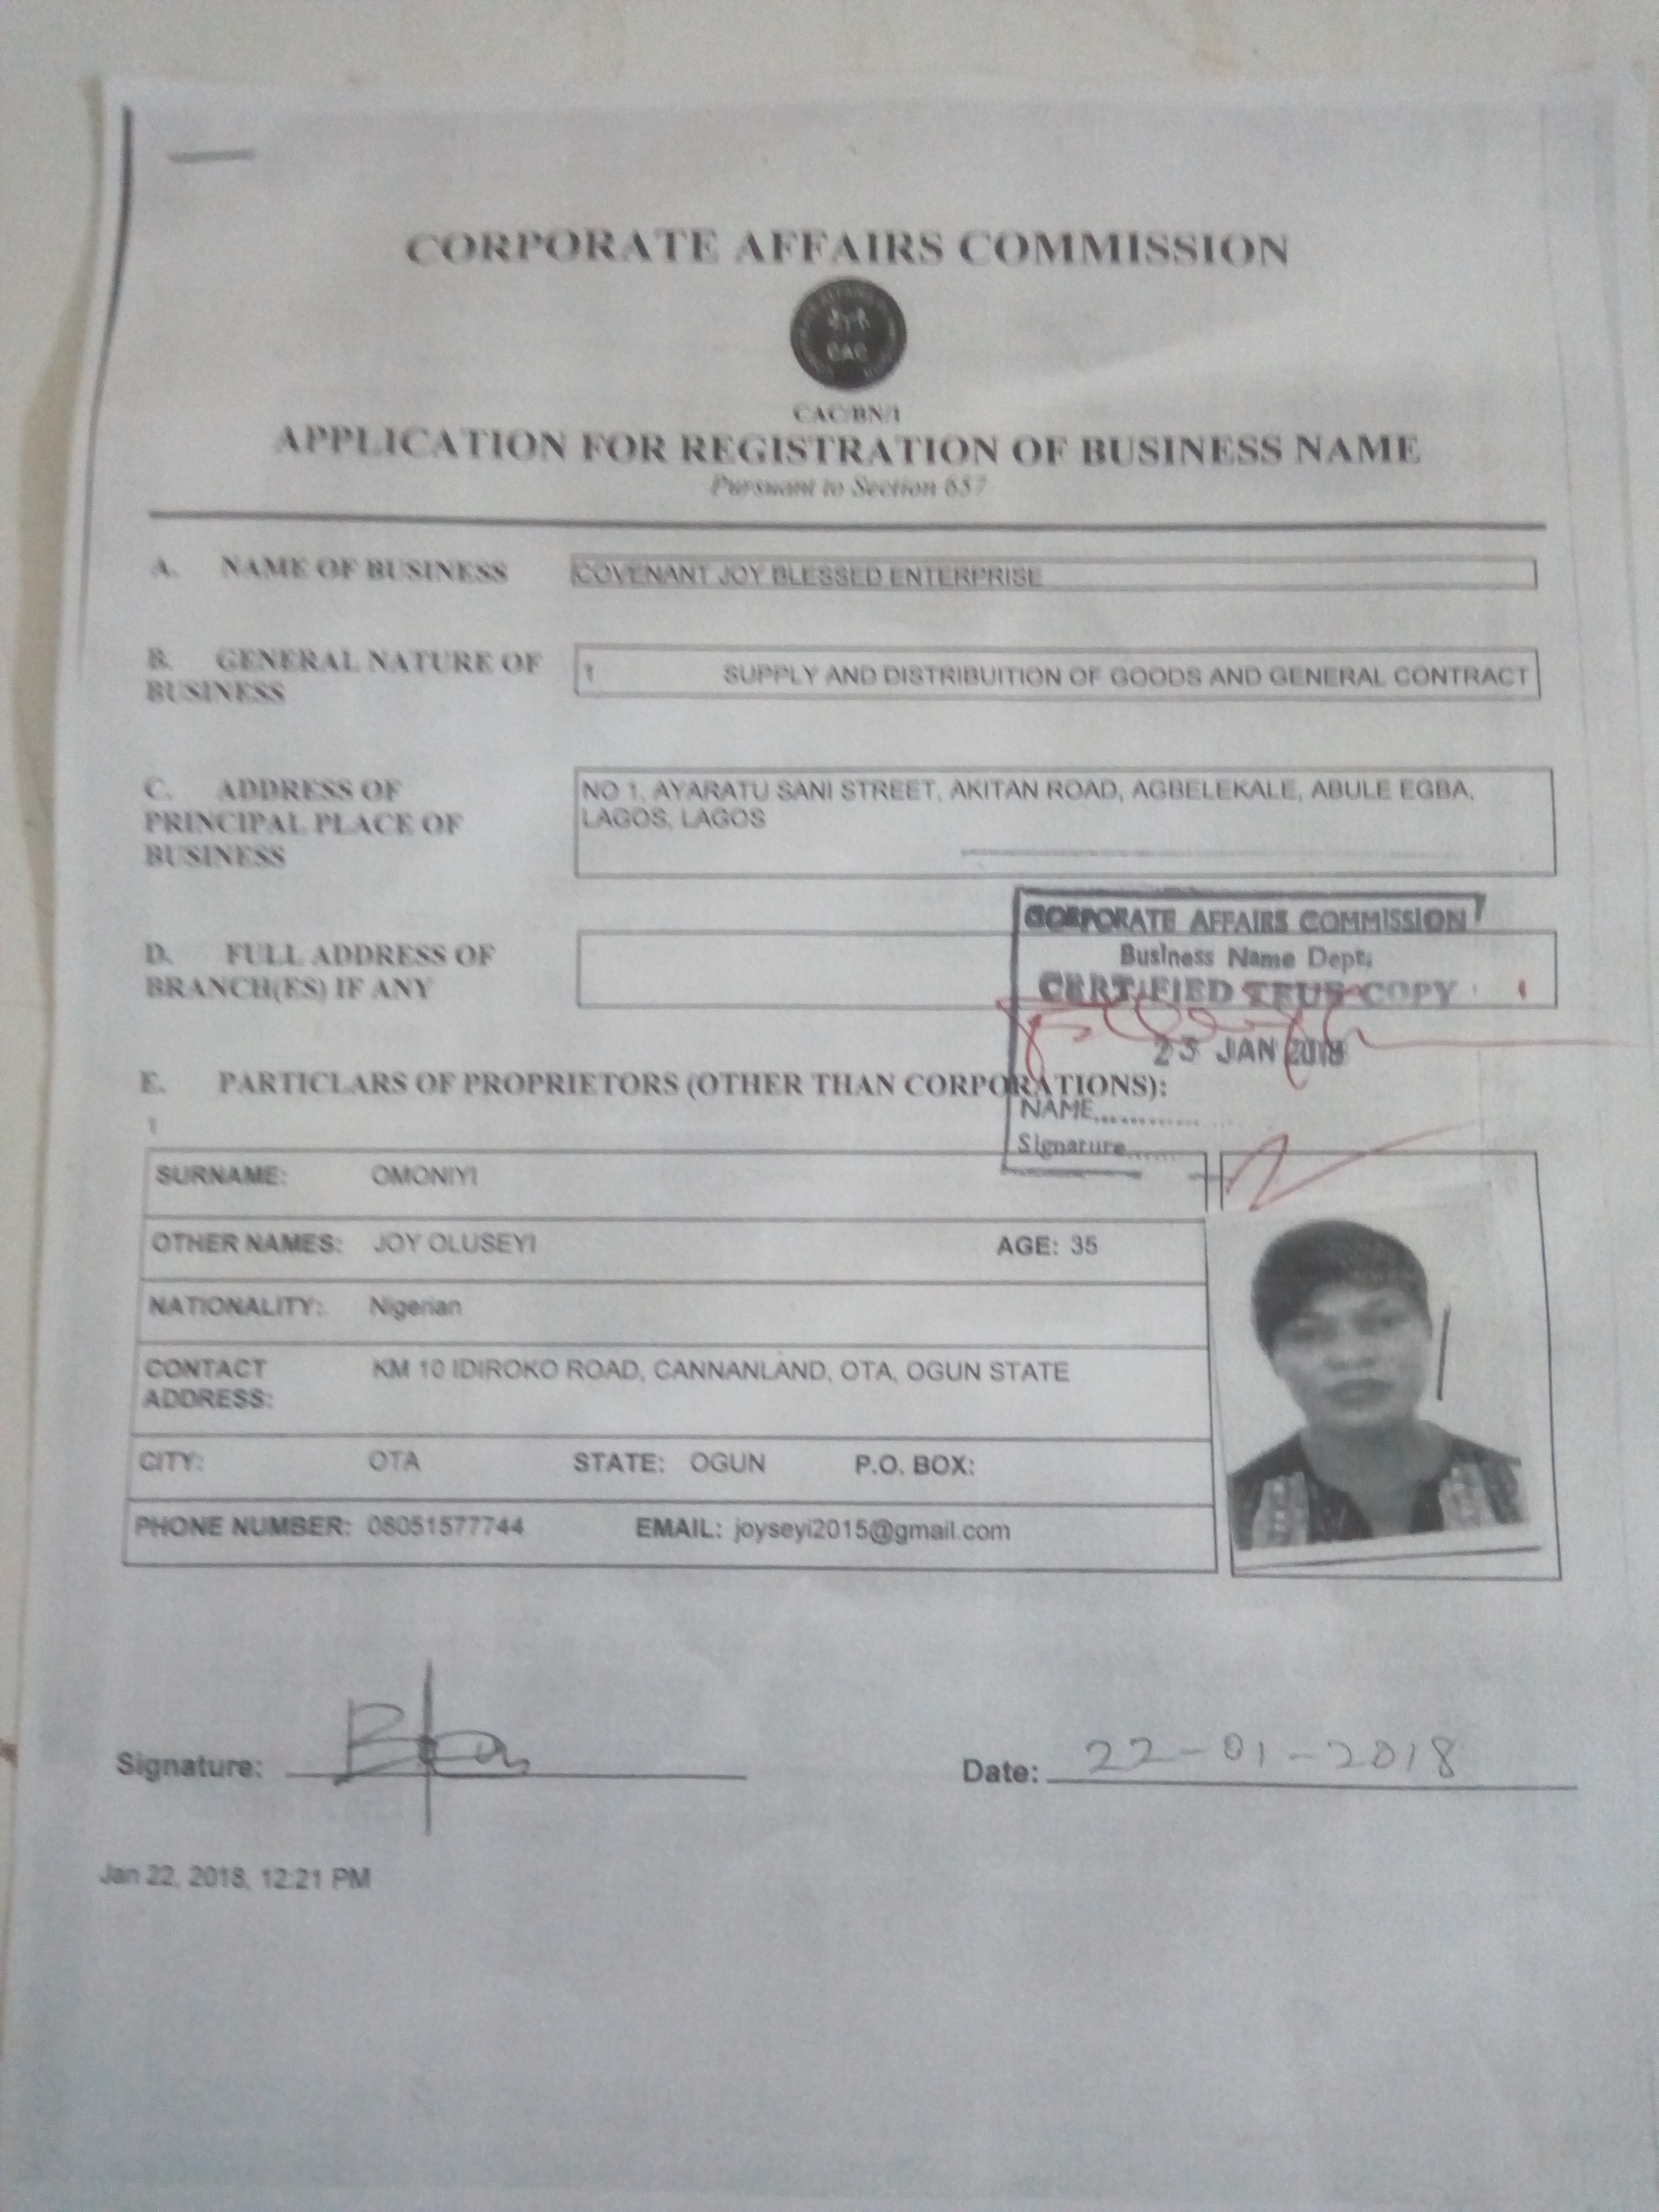 CORPORATE AFFAIRS COMMISSION
CAC
CAC/BN/1
APPLICATION FOR REGISTRATION OF BUSINESS NAME
Pursuant to Section 657
A. NAME OF BUSINESS COVENANT JOY BLESSED ENTERPRISE
B. GENERAL NATURE OF BUSINESS
1 SUPPLY AND DISTRIBUITION OF GOODS AND GENERAL CONTRACT
C. ADDRESS OF PRINCIPAL PLACE OF BUSINESS
NO 1, AYARATU SANI STREET, AKITAN ROAD, AGBELEKALE, ABULE EGBA,
LAGOS, LAGOS
D. FULL ADDRESS OF
BRANCH(ES) IF ANY
CORPORATE AFFAIRS COMMISSION
Business Name Dept.
CERTIFIED TRUE COPY
23 JAN 2018
NAME.............
Signature......
E. PARTICLARS OF PROPRIETORS (OTHER THAN CORPORATIONS):
1
SURNAME: OMONIYI
OTHER NAMES: JOY OLUSEYI AGE: 35
NATIONALITY: Nigerian
CONTACT ADDRESS: KM 10 IDIROKO ROAD, CANNANLAND, OTA, OGUN STATE
CITY: OTA STATE: OGUN P.O. BOX:
PHONE NUMBER: 08051577744 EMAIL: joyseyi2015@gmail.com
Signature: Date: 22-01-2018
Jan 22, 2018, 12:21 PM